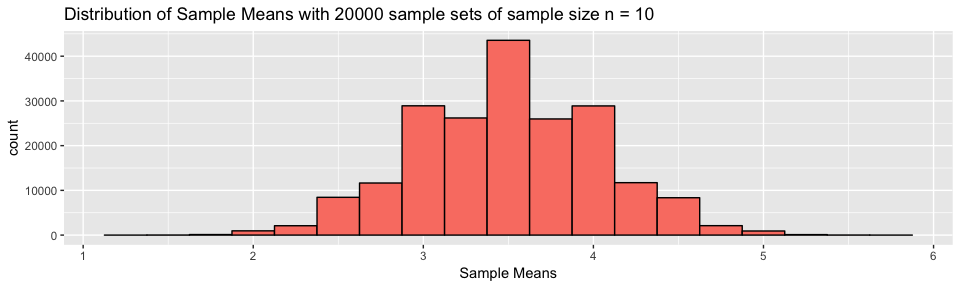 Distribution of Sample Means with 20000 sample sets of sample size n = 10
count
40000
30000
20000
10000
0
1 2 3 4 5 6
Sample Means